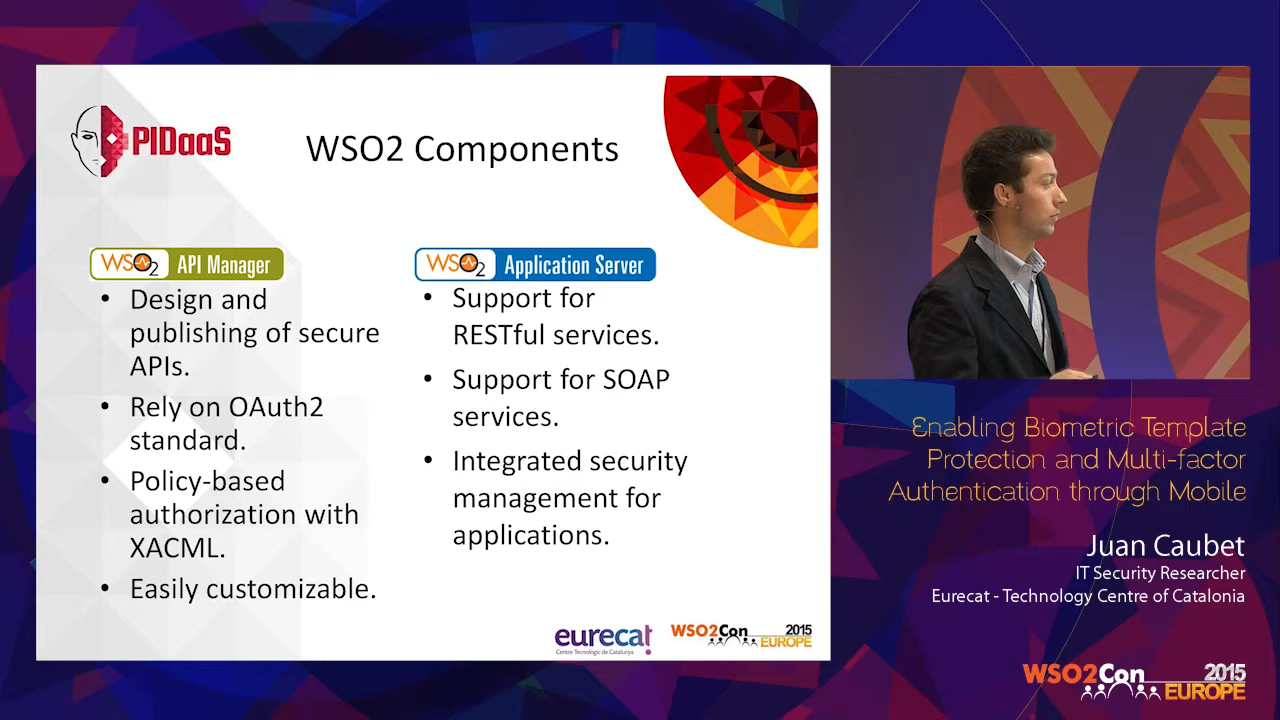 PIDaaS
WSO2 Components
WSO2 API Manager
• Design and
publishing of secure
APIs.
• Rely on OAuth2
standard.
• Policy-based
authorization with
XACML.
• Easily customizable.
WSO2 Application Server
• Support for
RESTful services.
• Support for SOAP
services.
• Integrated security
management for
applications.
eurecat
Centre Tecnològic de Catalunya
WSO2Con 2015
EUROPE
Enabling Biometric Template
Protection and Multi-factor
Authentication through Mobile
Juan Caubet
IT Security Researcher
Eurecat - Technology Centre of Catalonia
WSO2Con 2015
EUROPE